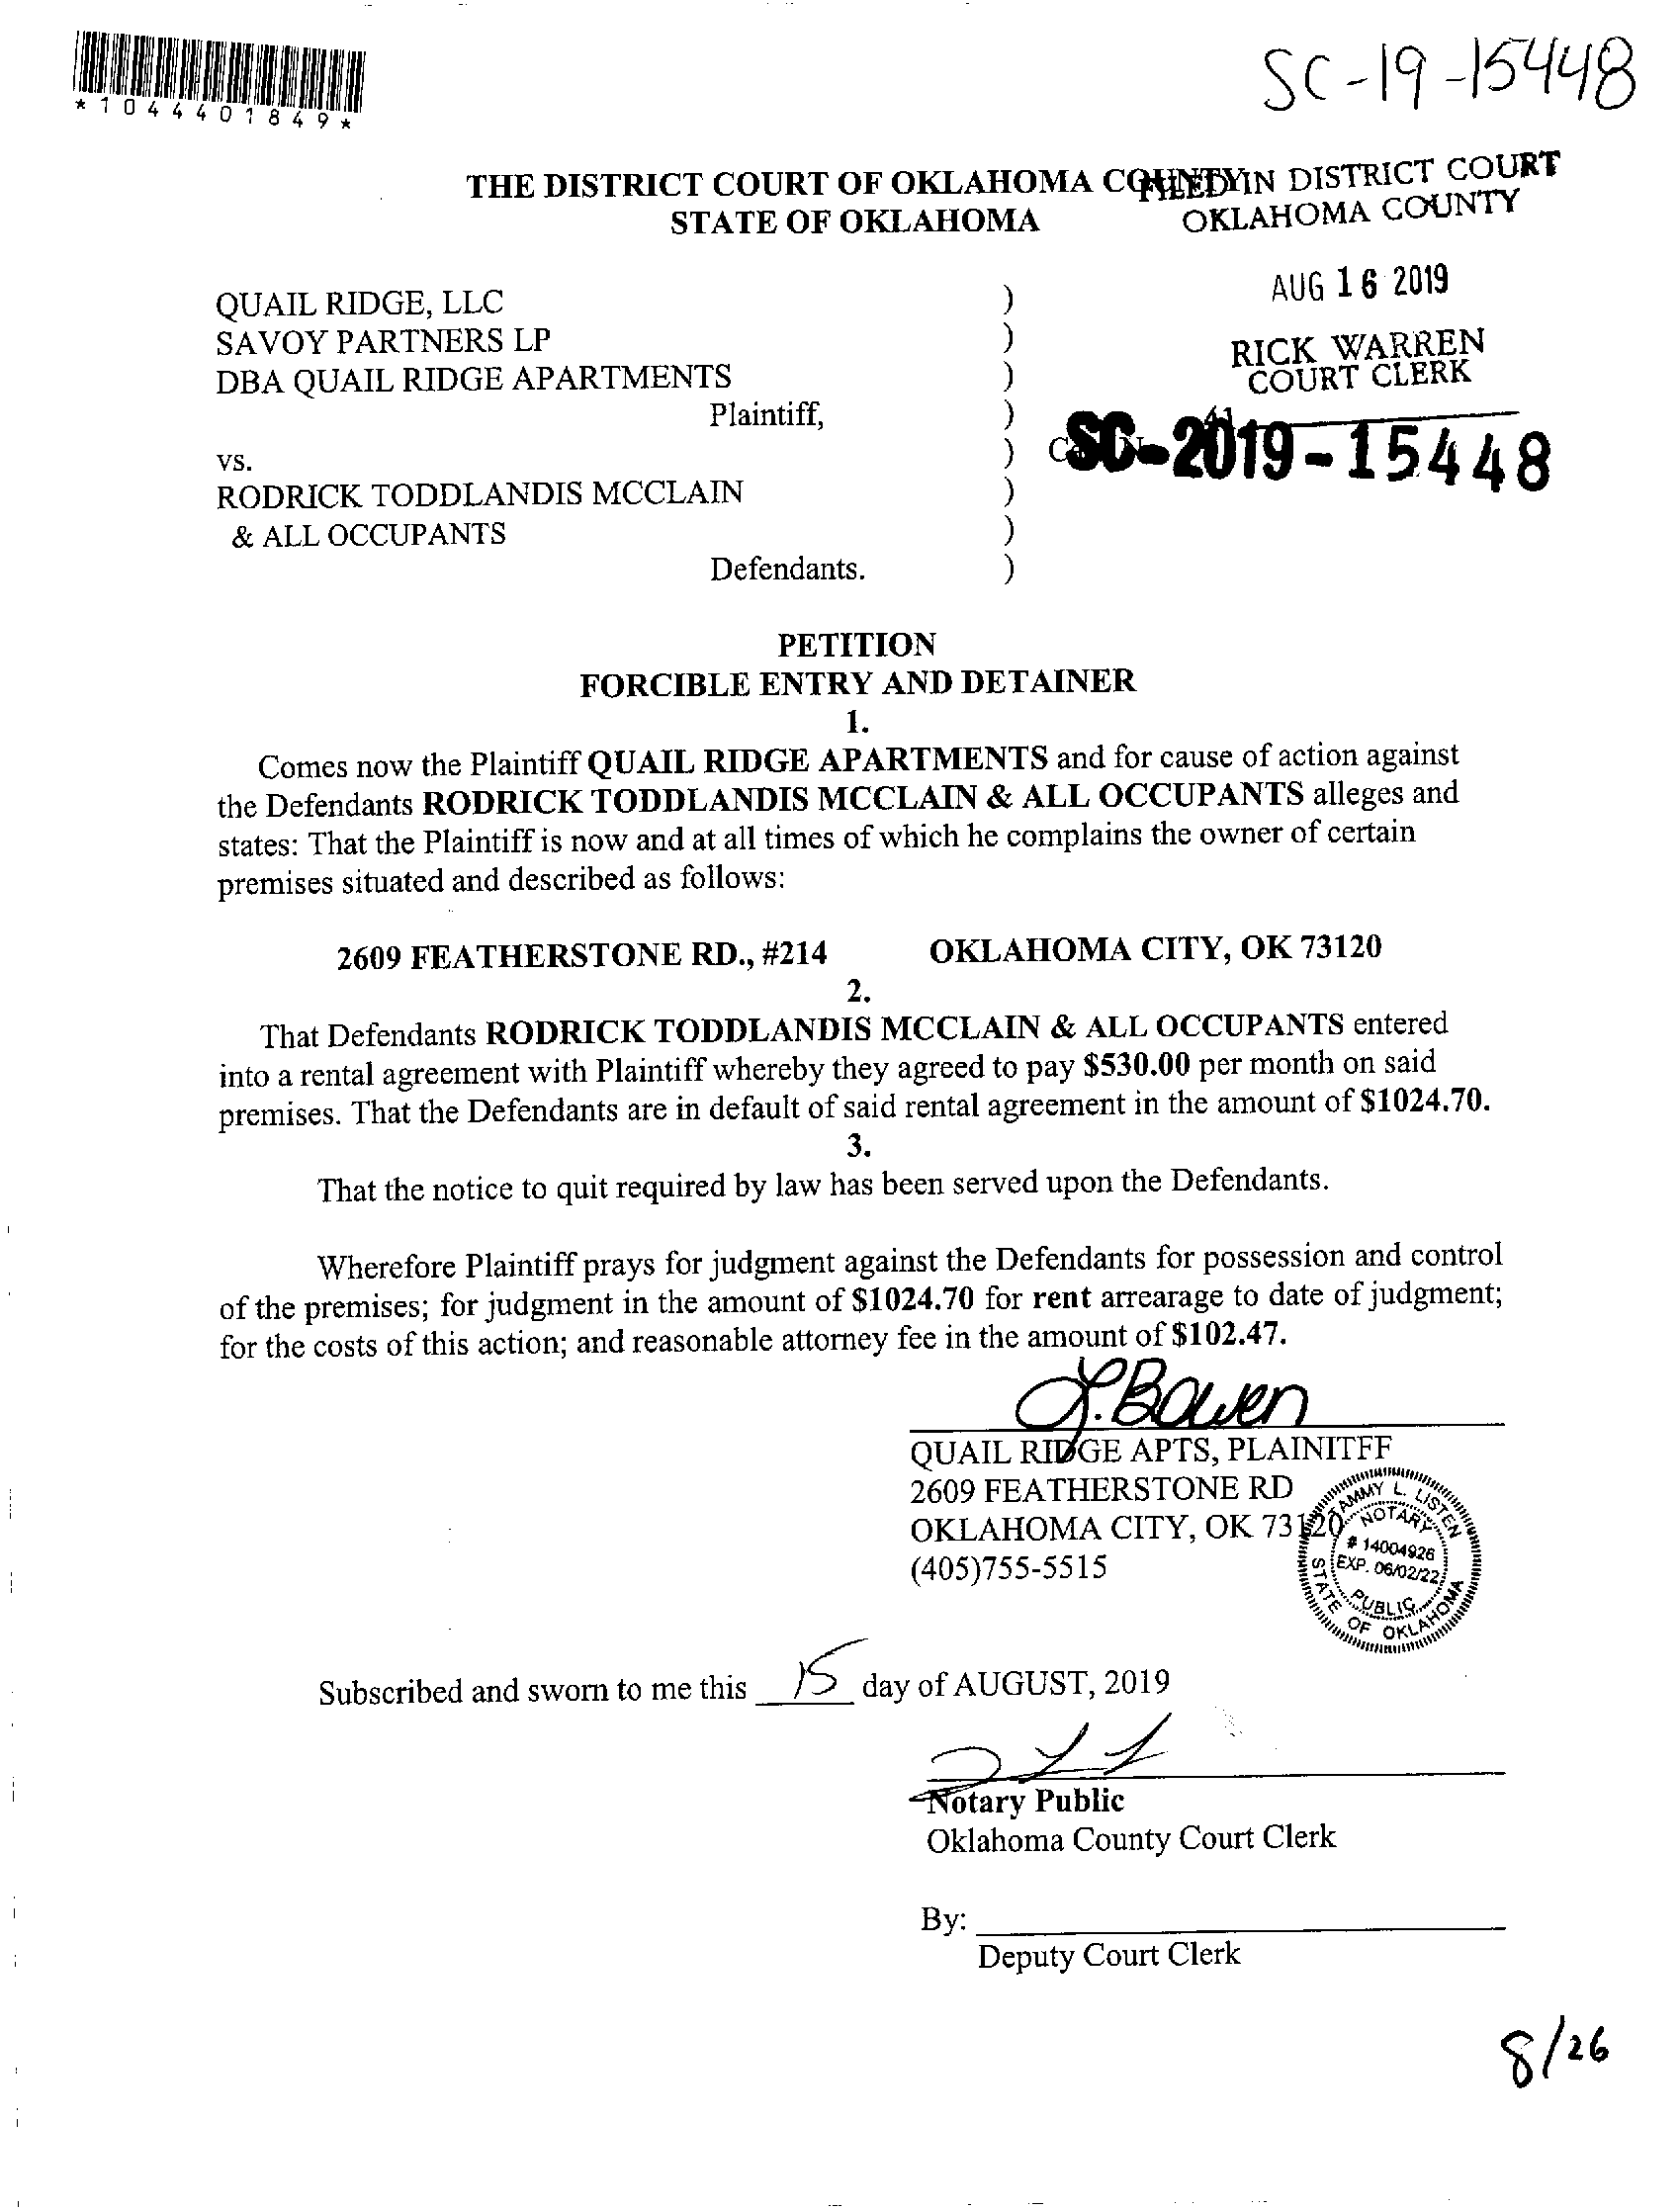 SC-19-15448
*1044401849*
THE DISTRICT COURT OF OKLAHOMA COUNTY
STATE OF OKLAHOMA
FILED IN DISTRICT COURT
OKLAHOMA COUNTY
AUG 16 2019
RICK WARREN
COURT CLERK
41
SC-2019-15448
QUAIL RIDGE, LLC )
SAVOY PARTNERS LP )
DBA QUAIL RIDGE APARTMENTS )
Plaintiff, )
vs. )
RODRICK TODDLANDIS MCCLAIN )
& ALL OCCUPANTS )
Defendants. )
PETITION
FORCIBLE ENTRY AND DETAINER
1.
Comes now the Plaintiff QUAIL RIDGE APARTMENTS and for cause of action against
the Defendants RODRICK TODDLANDIS MCCLAIN & ALL OCCUPANTS alleges and
states: That the Plaintiff is now and at all times of which he complains the owner of certain
premises situated and described as follows:
2609 FEATHERSTONE RD., #214 OKLAHOMA CITY, OK 73120
2.
That Defendants RODRICK TODDLANDIS MCCLAIN & ALL OCCUPANTS entered
into a rental agreement with Plaintiff whereby they agreed to pay $530.00 per month on said
premises. That the Defendants are in default of said rental agreement in the amount of $1024.70.
3.
That the notice to quit required by law has been served upon the Defendants.
Wherefore Plaintiff prays for judgment against the Defendants for possession and control
of the premises; for judgment in the amount of $1024.70 for rent arrearage to date of judgment;
for the costs of this action; and reasonable attorney fee in the amount of $102.47.
L. Bowen
QUAIL RIDGE APTS, PLAINITFF
2609 FEATHERSTONE RD
OKLAHOMA CITY, OK 73120
(405)755-5515
TAMMY L. LISTEN
NOTARY
# 14004926
EXP. 06/02/22
PUBLIC
STATE OF OKLAHOMA
Subscribed and sworn to me this 15 day of AUGUST, 2019
Notary Public
Oklahoma County Court Clerk
By:
Deputy Court Clerk
8/26